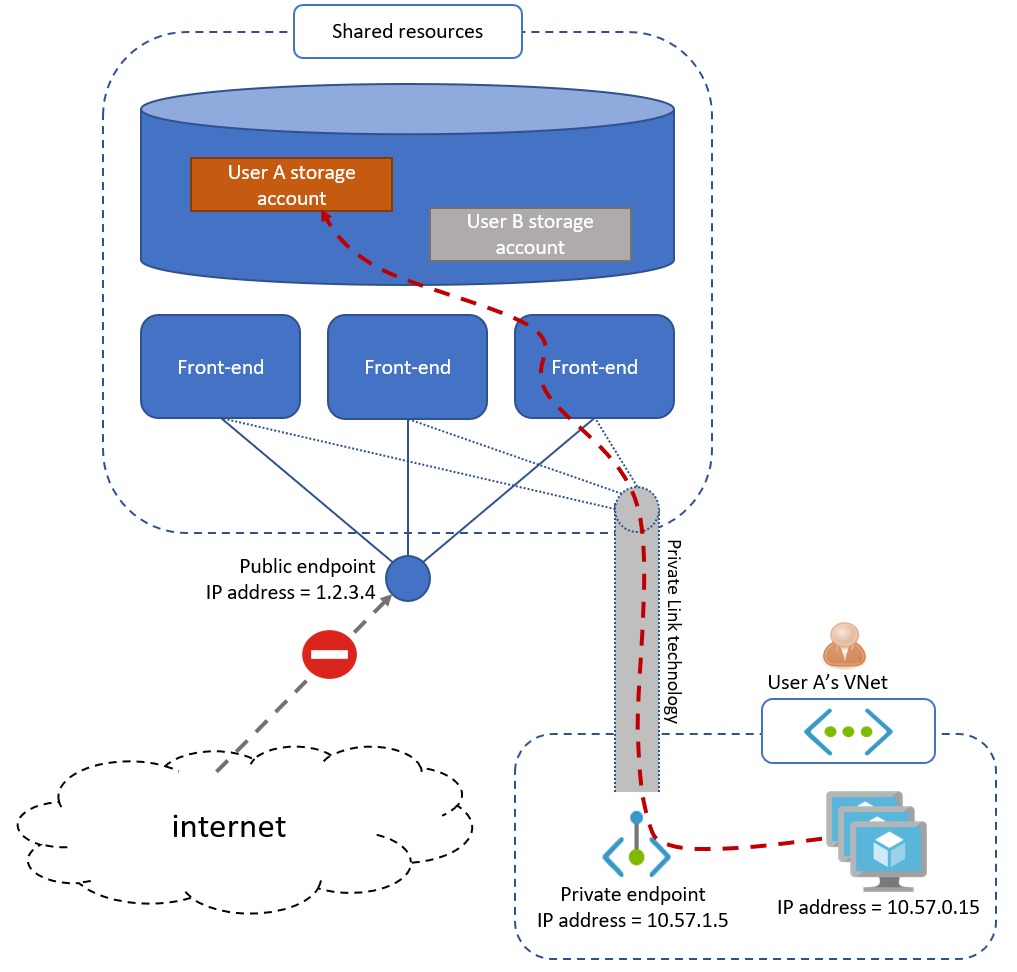 Shared resources
User A storage
account
User B storage
account
Front-end
Front-end
Front-end
Public endpoint
IP address = 1.2.3.4
Private Link technology
User A's VNet
internet
Private endpoint
IP address = 10.57.1.5
IP address = 10.57.0.15